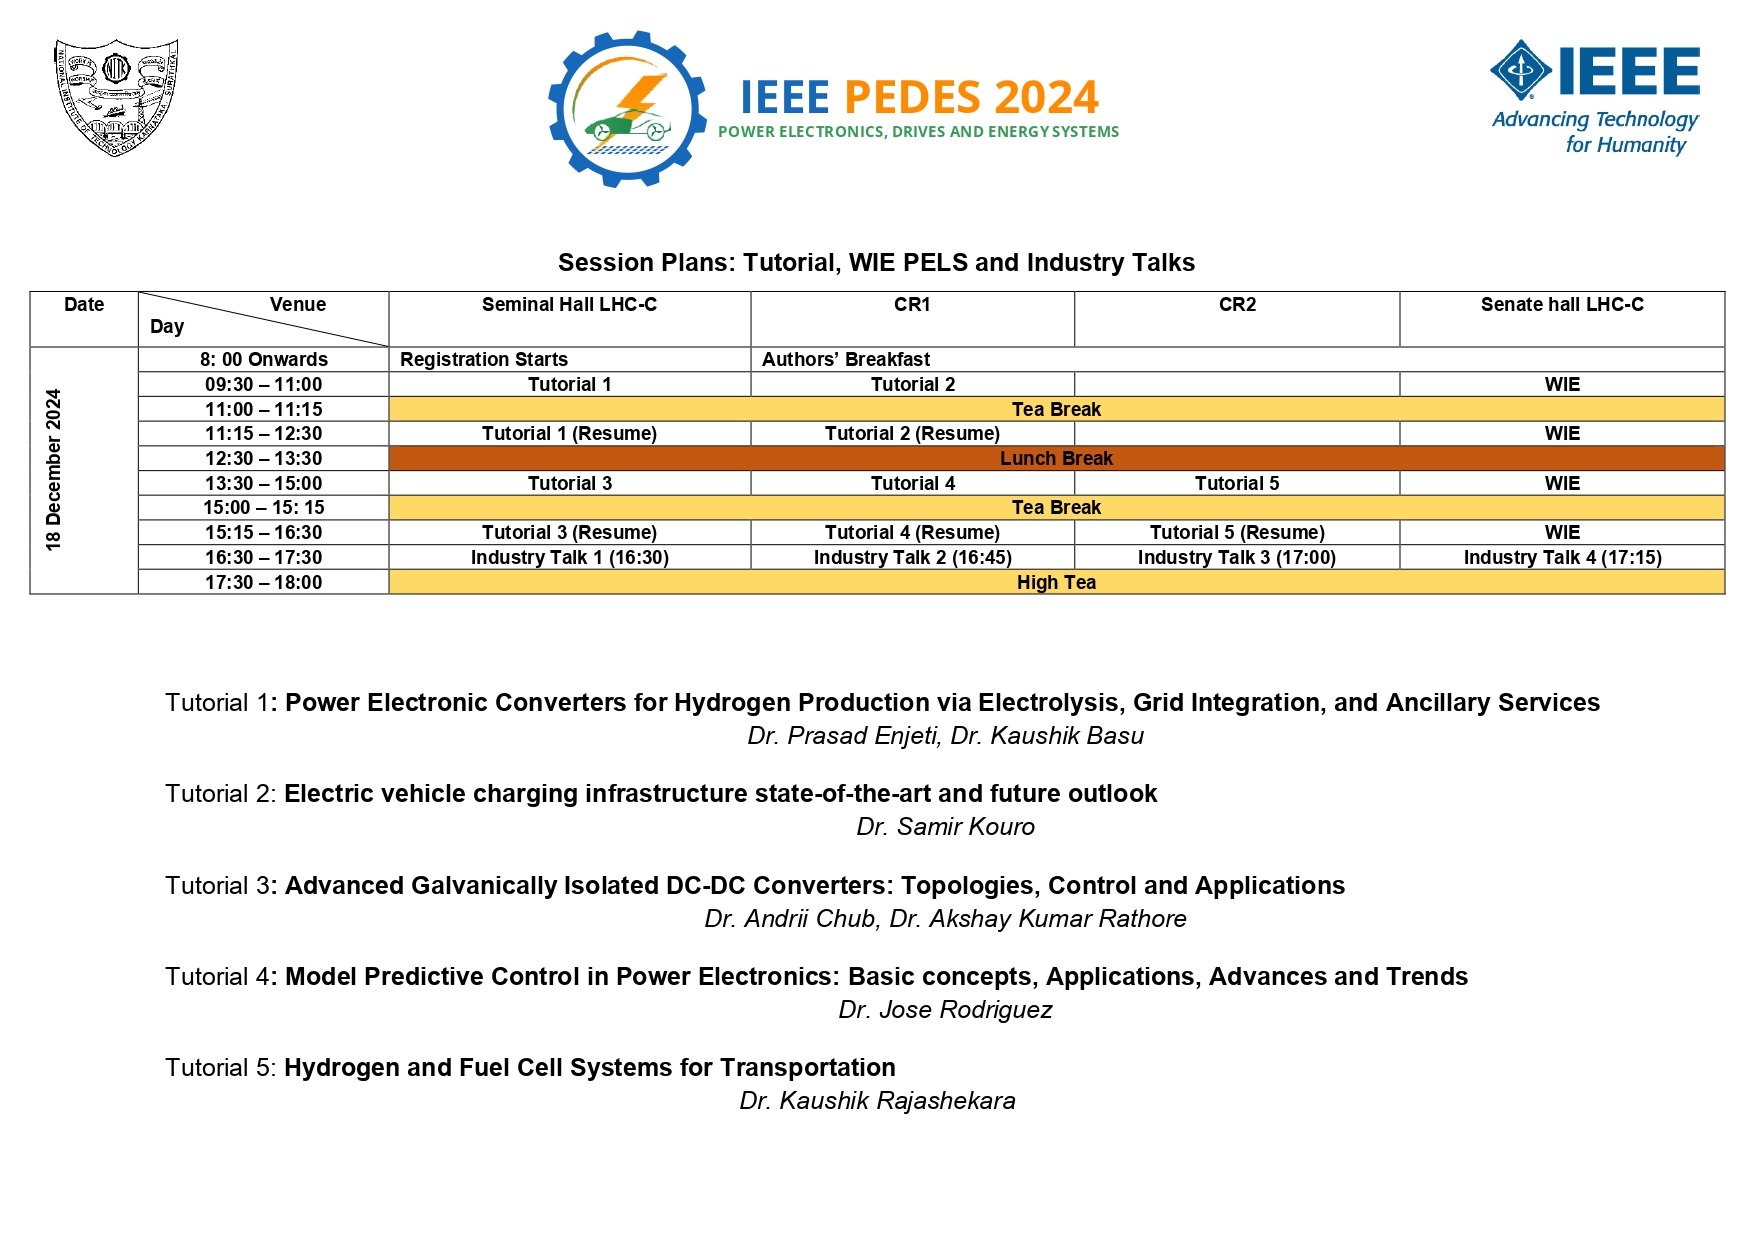 NATIONAL INSTITUTE OF TECHNOLOGY KARNATAKA, SURATHKAL
WORK IS
WORSHIP
NITK
IEEE PEDES 2024
POWER ELECTRONICS, DRIVES AND ENERGY SYSTEMS
IEEE
Advancing Technology
for Humanity
Session Plans: Tutorial, WIE PELS and Industry Talks
Date Venue Seminal Hall LHC-C CR1 CR2 Senate hall LHC-C
Day
18 December 2024
8: 00 Onwards Registration Starts Authors’ Breakfast
09:30 – 11:00 Tutorial 1 Tutorial 2 WIE
11:00 – 11:15 Tea Break
11:15 – 12:30 Tutorial 1 (Resume) Tutorial 2 (Resume) WIE
12:30 – 13:30 Lunch Break
13:30 – 15:00 Tutorial 3 Tutorial 4 Tutorial 5 WIE
15:00 – 15: 15 Tea Break
15:15 – 16:30 Tutorial 3 (Resume) Tutorial 4 (Resume) Tutorial 5 (Resume) WIE
16:30 – 17:30 Industry Talk 1 (16:30) Industry Talk 2 (16:45) Industry Talk 3 (17:00) Industry Talk 4 (17:15)
17:30 – 18:00 High Tea
Tutorial 1: Power Electronic Converters for Hydrogen Production via Electrolysis, Grid Integration, and Ancillary Services
Dr. Prasad Enjeti, Dr. Kaushik Basu
Tutorial 2: Electric vehicle charging infrastructure state-of-the-art and future outlook
Dr. Samir Kouro
Tutorial 3: Advanced Galvanically Isolated DC-DC Converters: Topologies, Control and Applications
Dr. Andrii Chub, Dr. Akshay Kumar Rathore
Tutorial 4: Model Predictive Control in Power Electronics: Basic concepts, Applications, Advances and Trends
Dr. Jose Rodriguez
Tutorial 5: Hydrogen and Fuel Cell Systems for Transportation
Dr. Kaushik Rajashekara